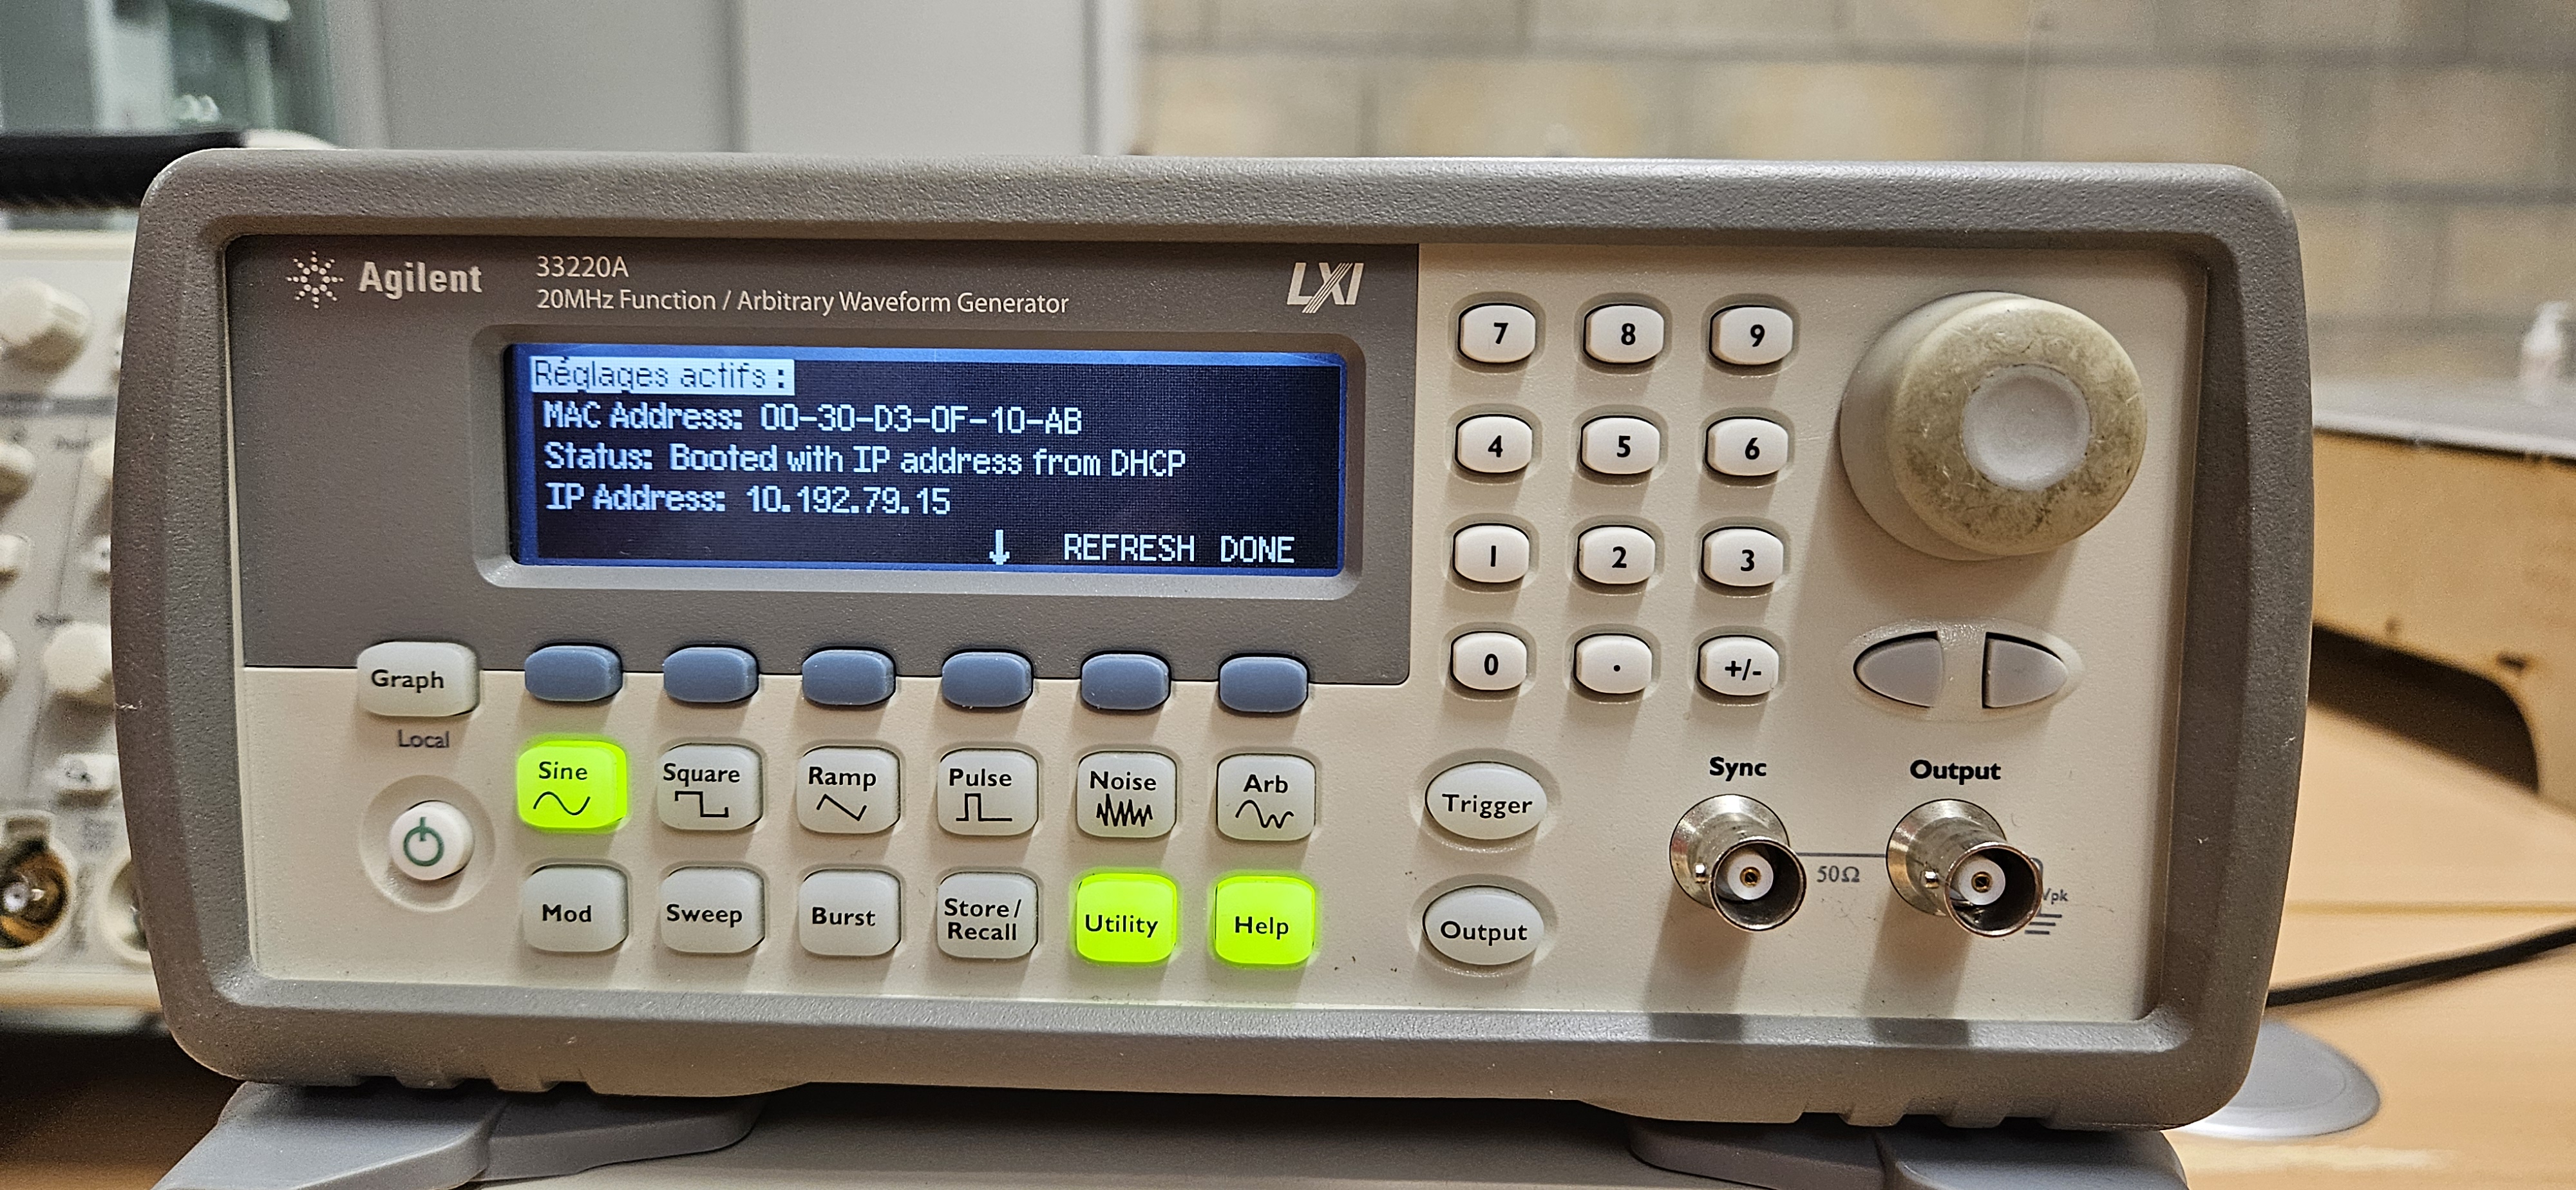 Agilent
33220A
20MHz Function / Arbitrary Waveform Generator
LXI
Réglages actifs :
MAC Address: 00-30-D3-0F-10-AB
Status: Booted with IP address from DHCP
IP Address: 10.192.79.15
↓ REFRESH DONE
7 8 9
4 5 6
1 2 3
0 . +/-
Graph
Local
Sine Square Ramp Pulse Noise Arb
Mod Sweep Burst Store/
Recall Utility Help
Trigger
Output
Sync Output
50Ω
Vpk